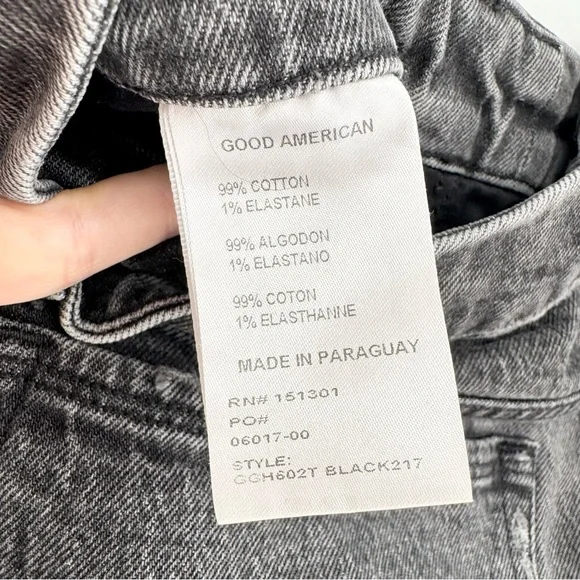 GOOD AMERICAN
99% COTTON
1% ELASTANE
99% ALGODON
1% ELASTANO
99% COTON
1% ELASTHANNE
MADE IN PARAGUAY
RN# 151301
PO#
06017-00
STYLE:
GGH602T BLACK217